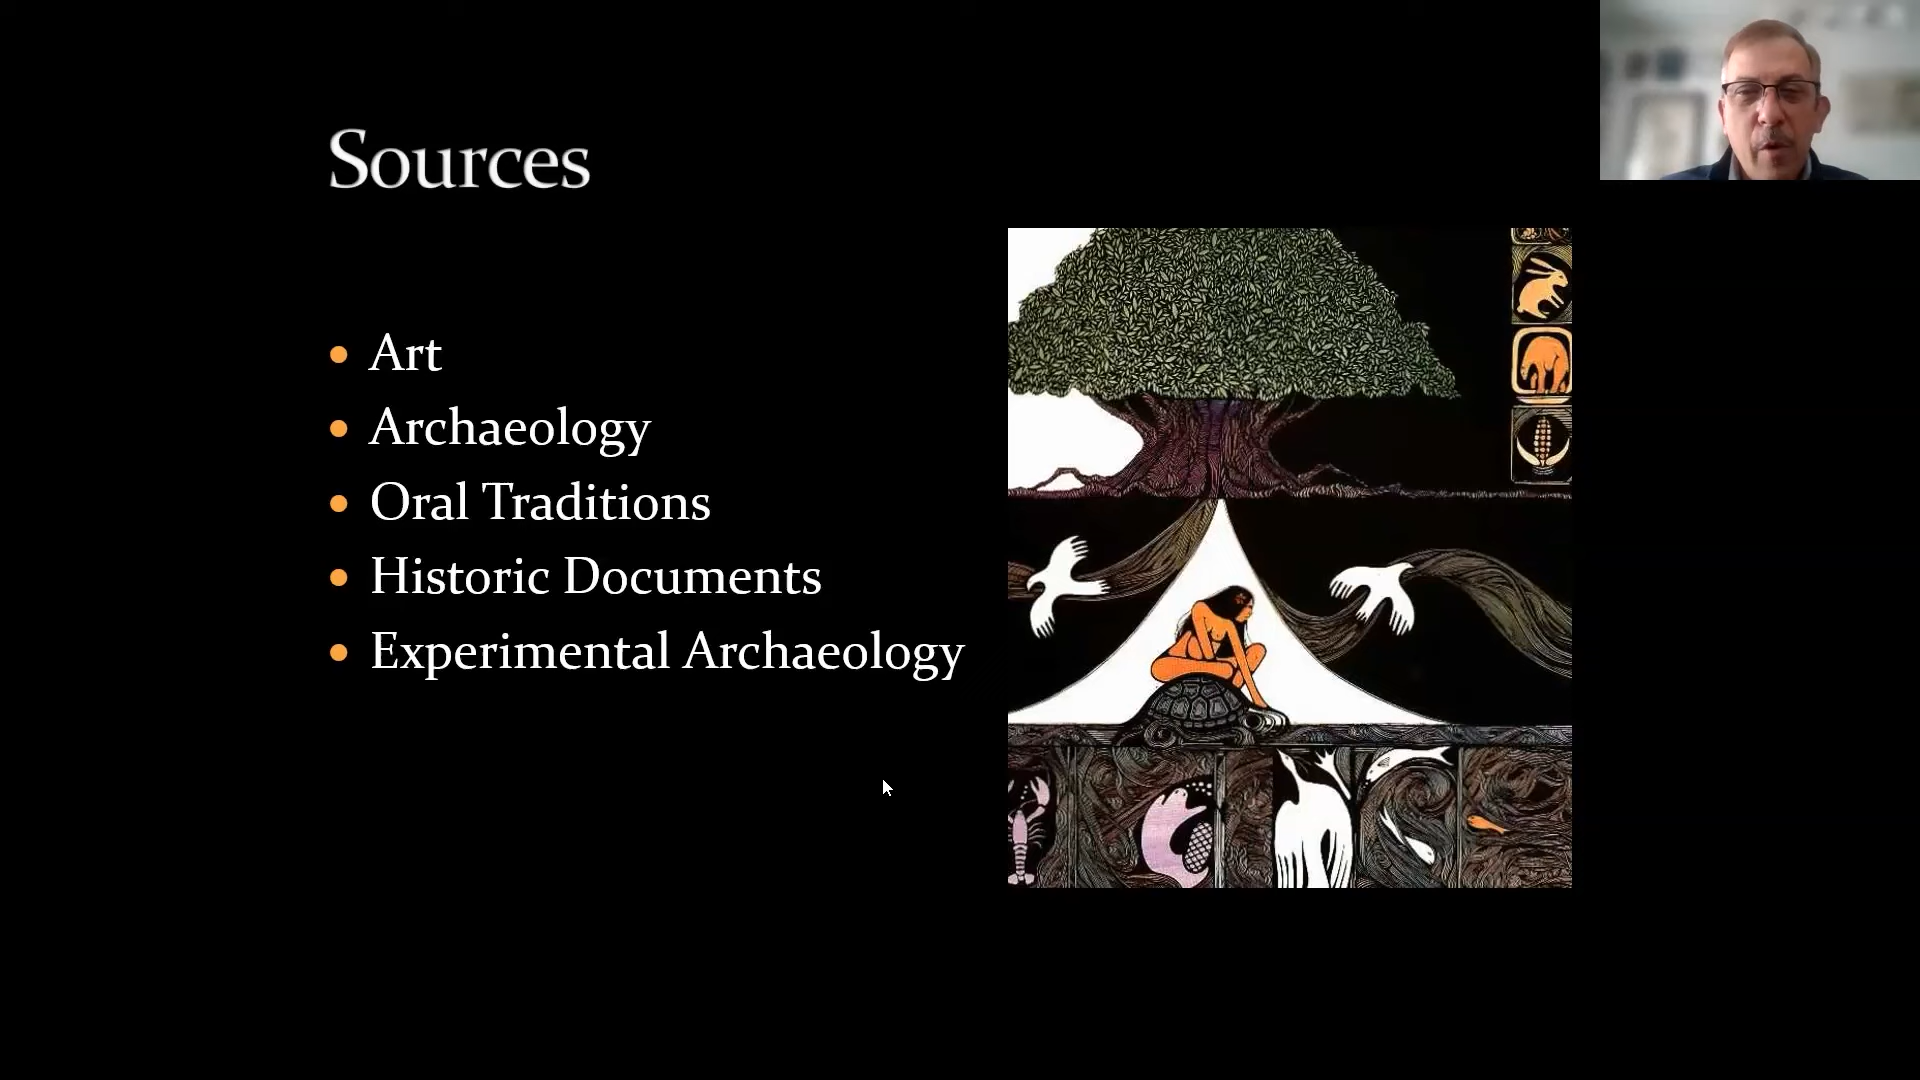 Sources
• Art
• Archaeology
• Oral Traditions
• Historic Documents
• Experimental Archaeology